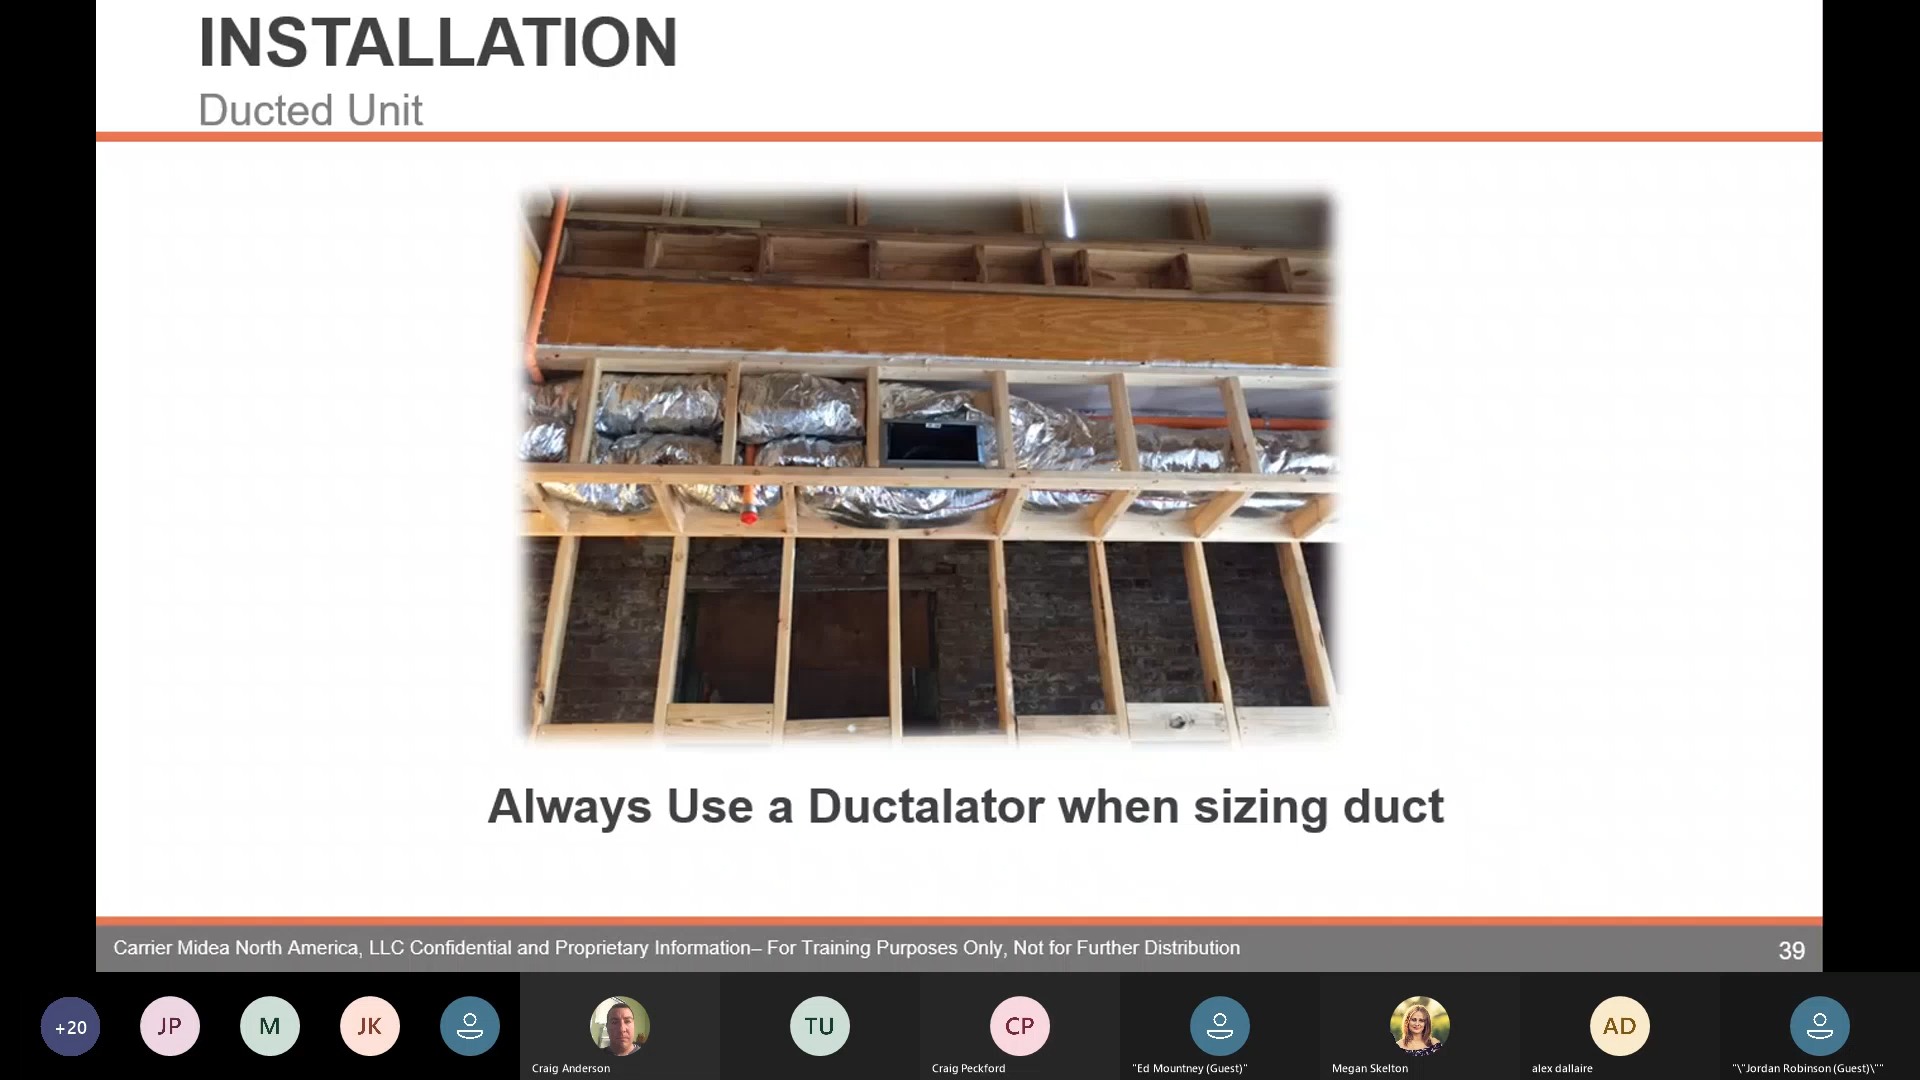 INSTALLATION
Ducted Unit
Always Use a Ductalator when sizing duct
Carrier Midea North America, LLC Confidential and Proprietary Information– For Training Purposes Only, Not for Further Distribution
39
+20
JP
M
JK
TU
CP
AD
Craig Anderson
Craig Peckford
"Ed Mountney (Guest)"
Megan Skelton
alex dallaire
"\"Jordan Robinson (Guest)\""